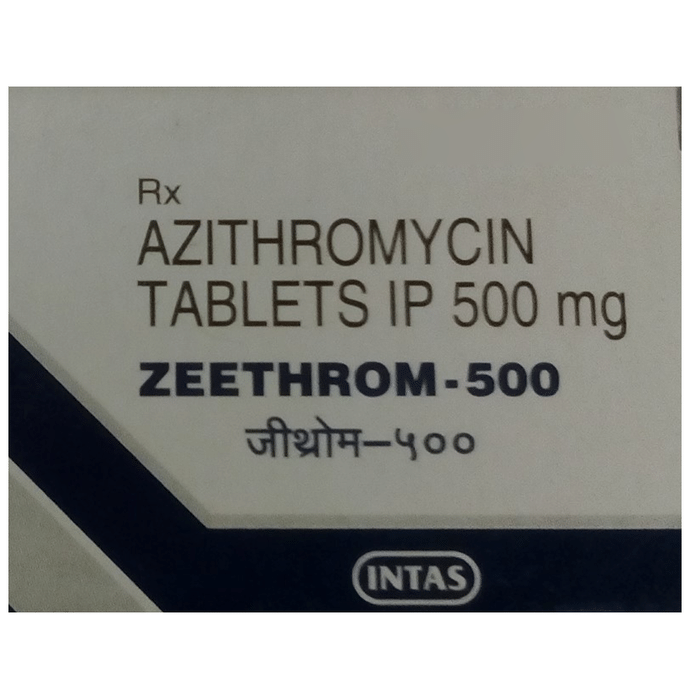 Rx
AZITHROMYCIN
TABLETS IP 500 mg
ZEETHROM-500
जीथ्रोम–५००
INTAS